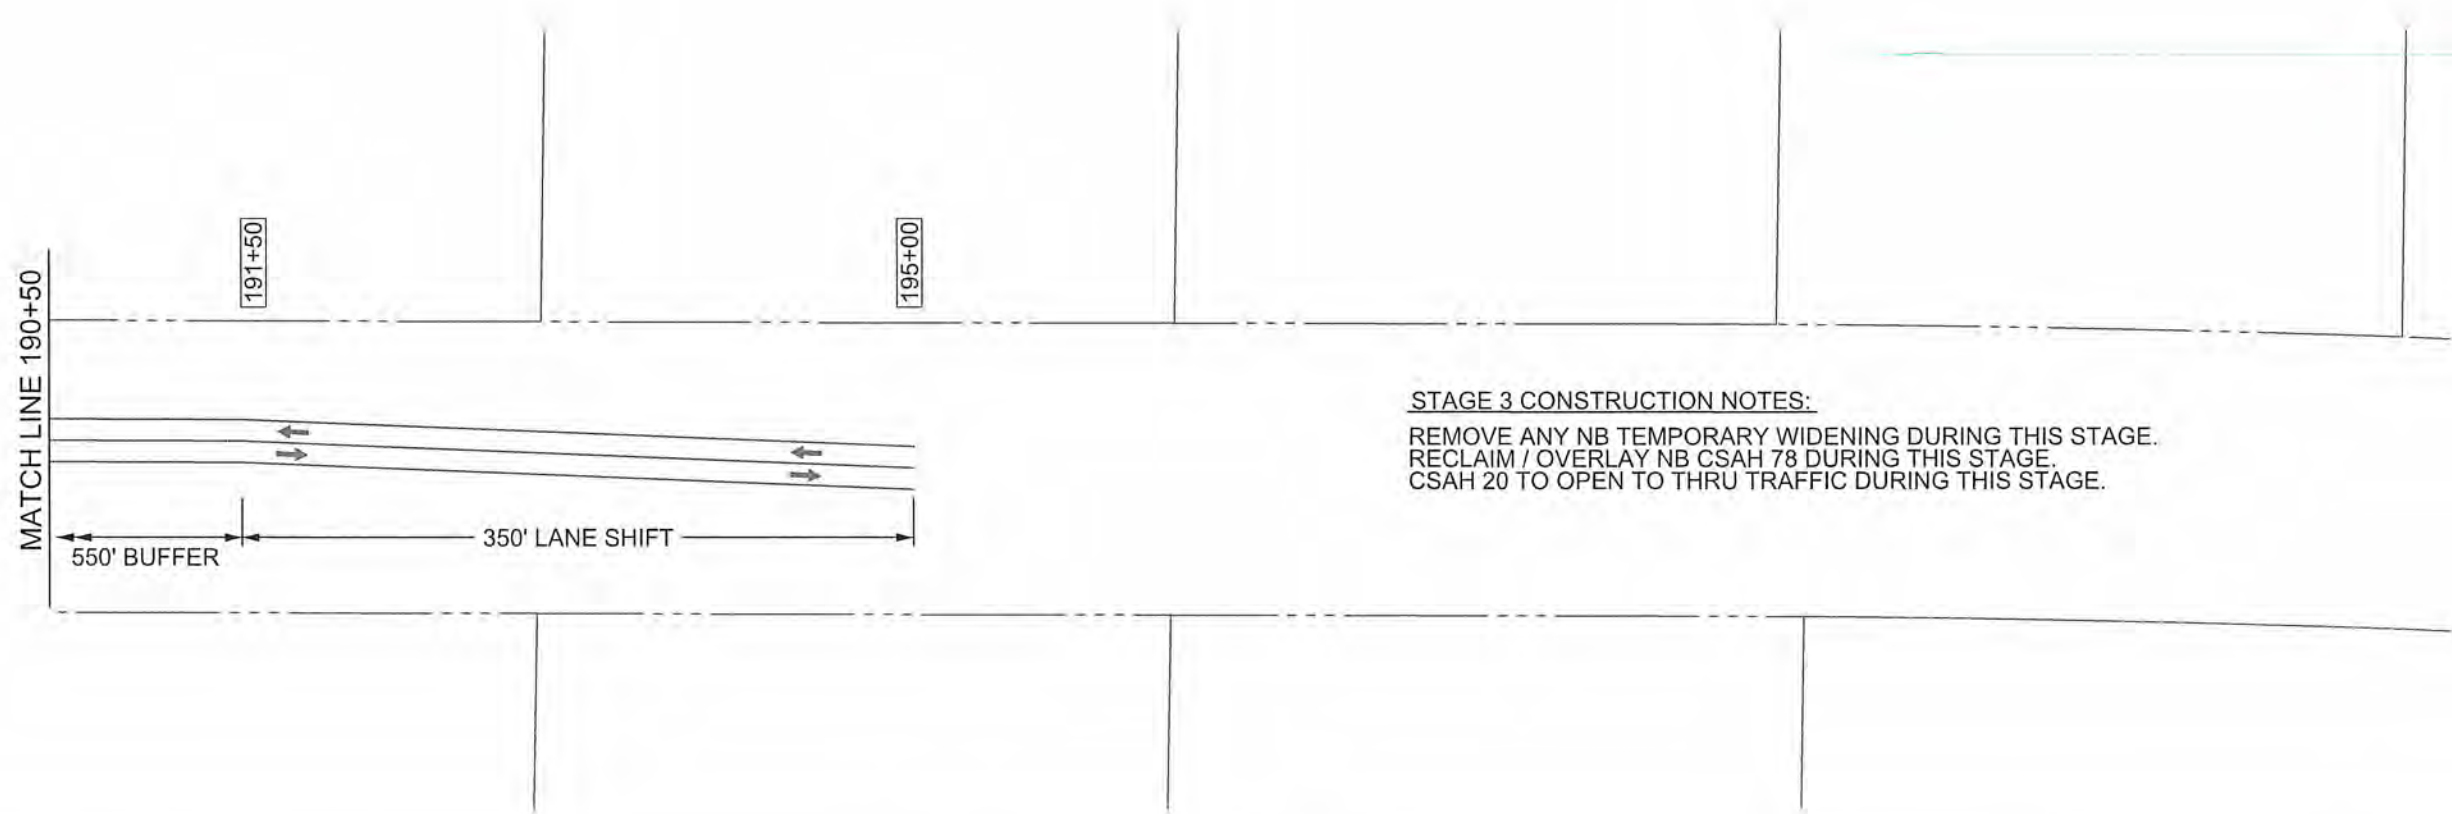 MATCH LINE 190+50
191+50
195+00
550' BUFFER
350' LANE SHIFT
STAGE 3 CONSTRUCTION NOTES:
REMOVE ANY NB TEMPORARY WIDENING DURING THIS STAGE.
RECLAIM / OVERLAY NB CSAH 78 DURING THIS STAGE.
CSAH 20 TO OPEN TO THRU TRAFFIC DURING THIS STAGE.